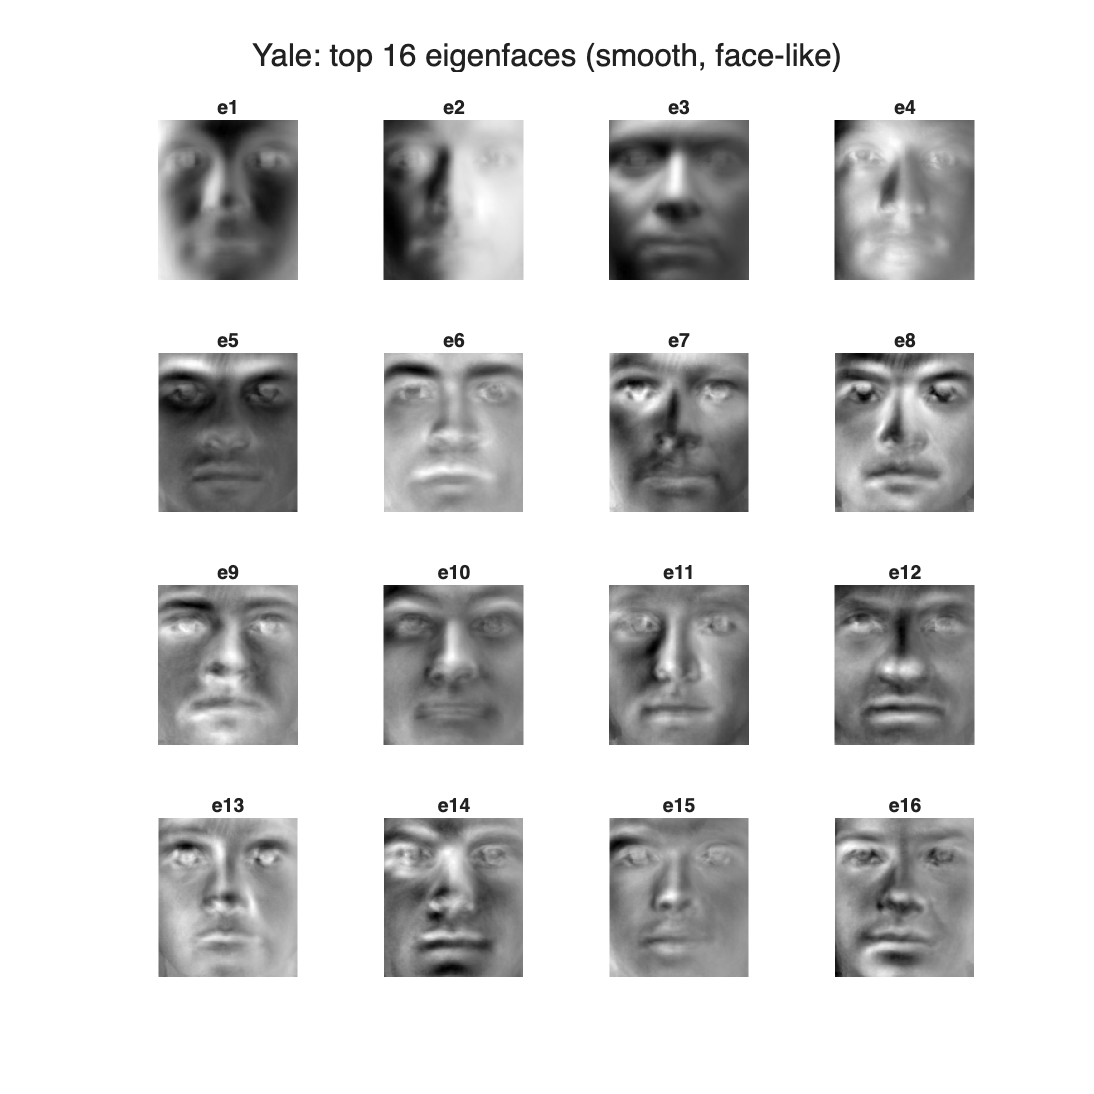 Yale: top 16 eigenfaces (smooth, face-like)
e1 e2 e3 e4
e5 e6 e7 e8
e9 e10 e11 e12
e13 e14 e15 e16